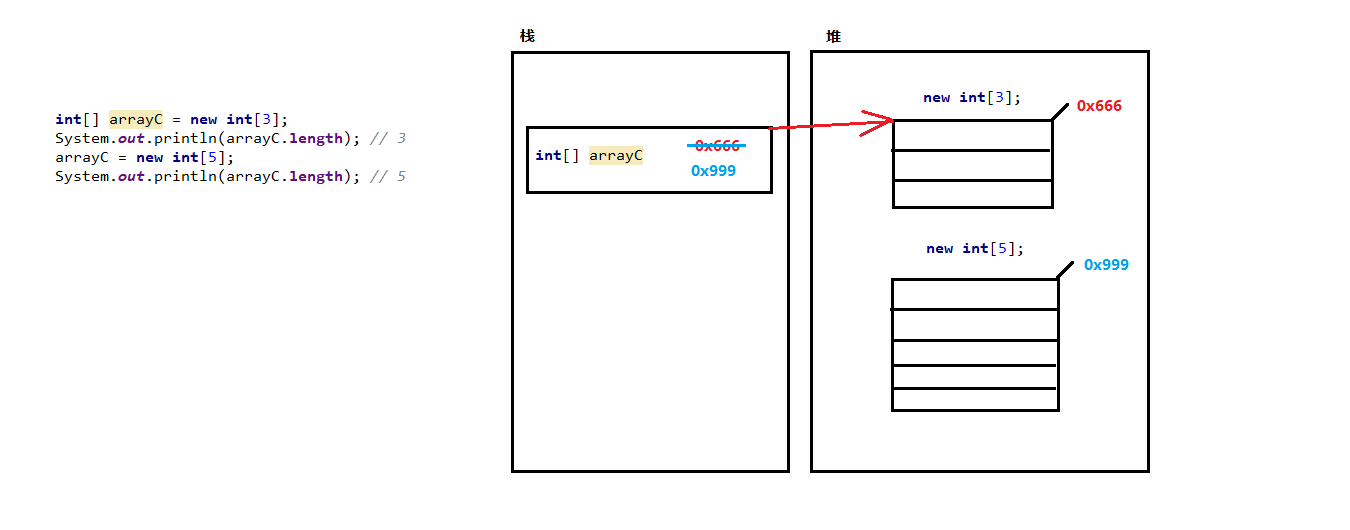 int[] arrayC = new int[3];
System.out.println(arrayC.length); // 3
arrayC = new int[5];
System.out.println(arrayC.length); // 5
栈
int[] arrayC
0x666
0x999
堆
new int[3];
0x666
new int[5];
0x999